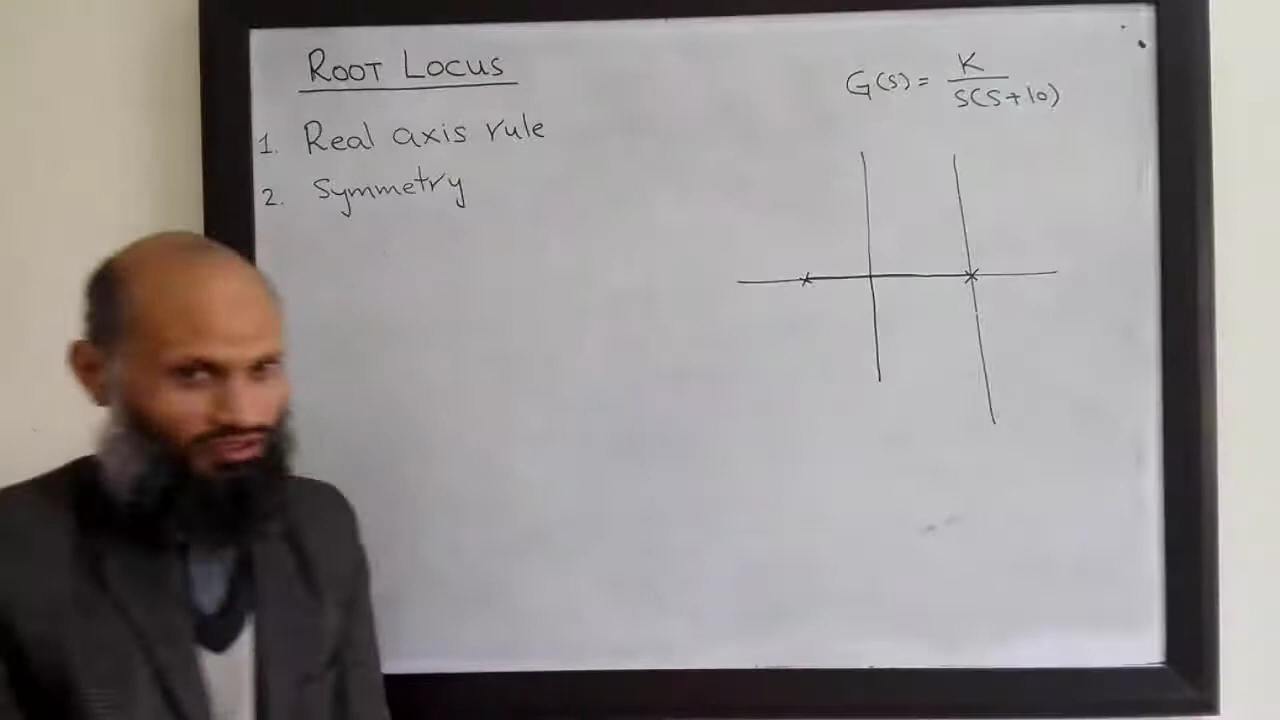 ROOT LOCUS
1. Real axis rule
2. Symmetry
G(s) = K / s(s+10)